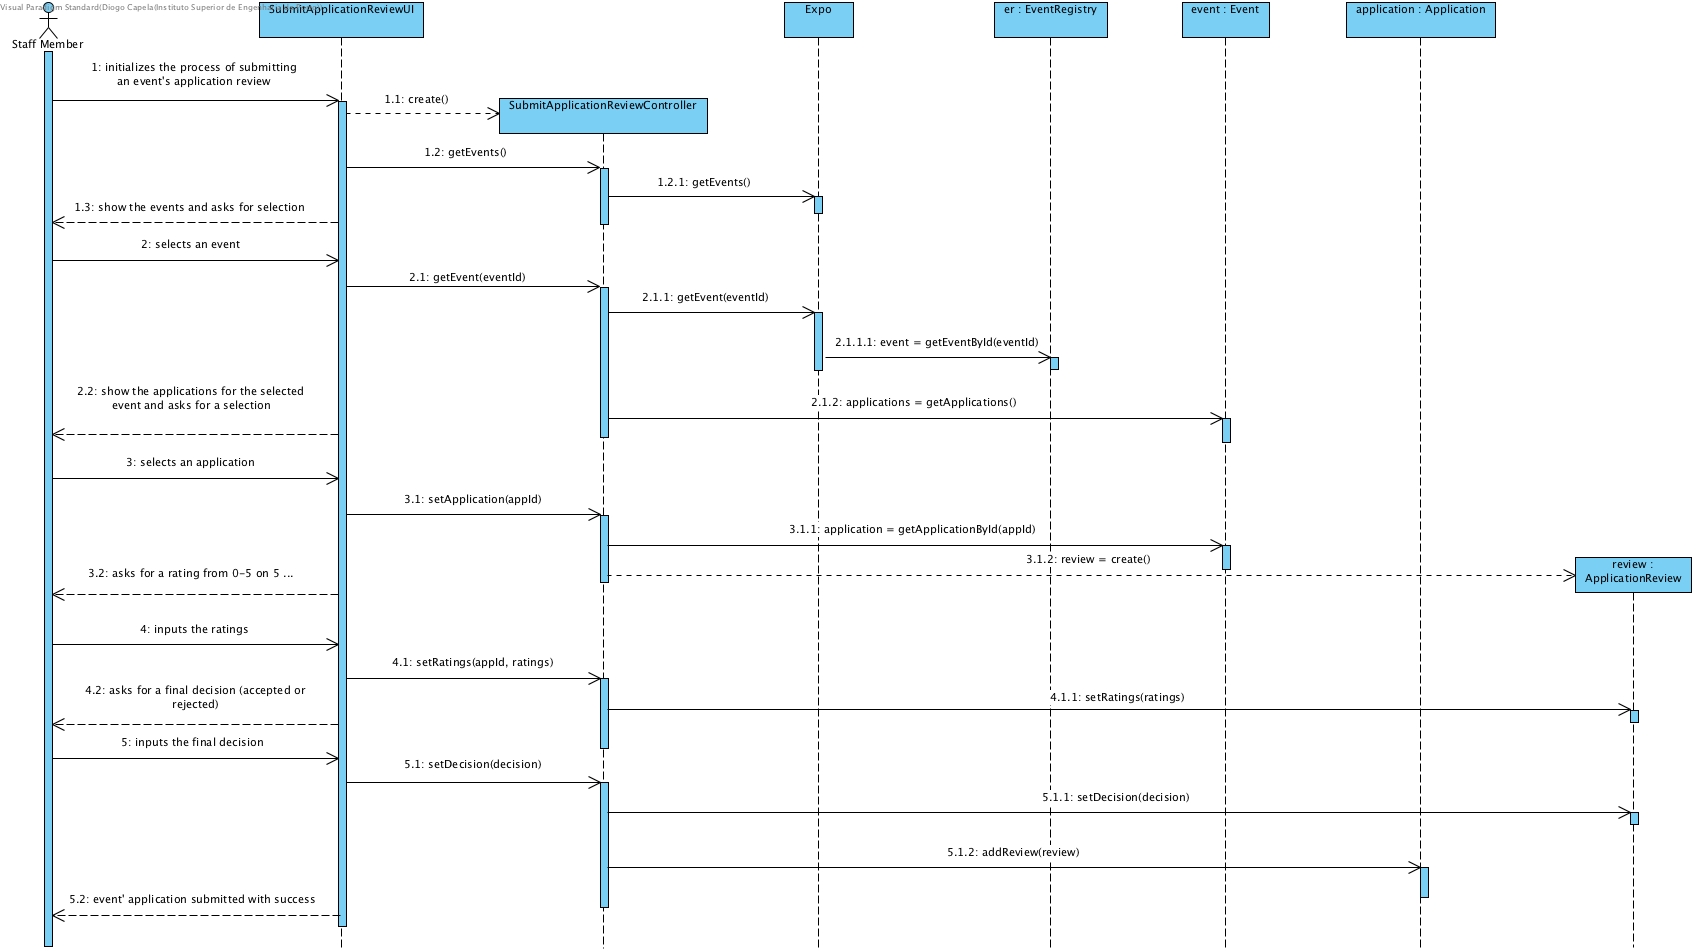 Visual Paradigm Standard(Diogo Capela(Instituto Superior de Engen
SubmitApplicationReviewUI
Expo
er : EventRegistry
event : Event
application : Application
Staff Member
1: initializes the process of submitting
an event's application review
1.1: create()
SubmitApplicationReviewController
1.2: getEvents()
1.2.1: getEvents()
1.3: show the events and asks for selection
2: selects an event
2.1: getEvent(eventId)
2.1.1: getEvent(eventId)
2.1.1.1: event = getEventById(eventId)
2.2: show the applications for the selected
event and asks for a selection
2.1.2: applications = getApplications()
3: selects an application
3.1: setApplication(appId)
3.1.1: application = getApplicationById(appId)
3.1.2: review = create()
review :
ApplicationReview
3.2: asks for a rating from 0-5 on 5 ...
4: inputs the ratings
4.1: setRatings(appId, ratings)
4.2: asks for a final decision (accepted or
rejected)
4.1.1: setRatings(ratings)
5: inputs the final decision
5.1: setDecision(decision)
5.1.1: setDecision(decision)
5.1.2: addReview(review)
5.2: event' application submitted with success